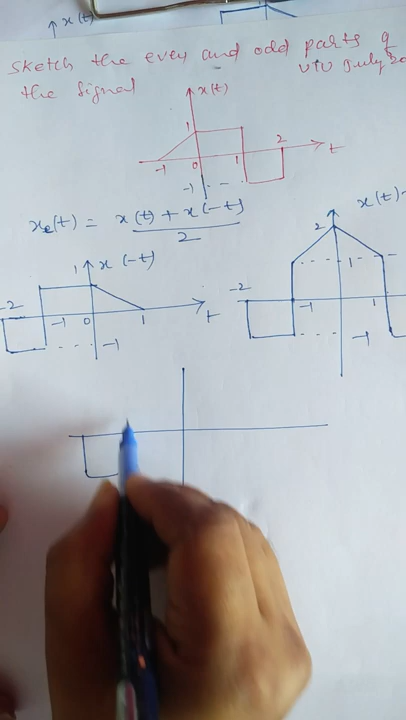 x(t)
Sketch the even and odd parts of
the signal VTU July 20
x(t)
1
-1 0 1 2 t
-1
xe(t) = x(t) + x(-t)
2
x(t)
2
1 x(-t)
1
-2 -1 0 1 t
-1
-2
-1 1
-1